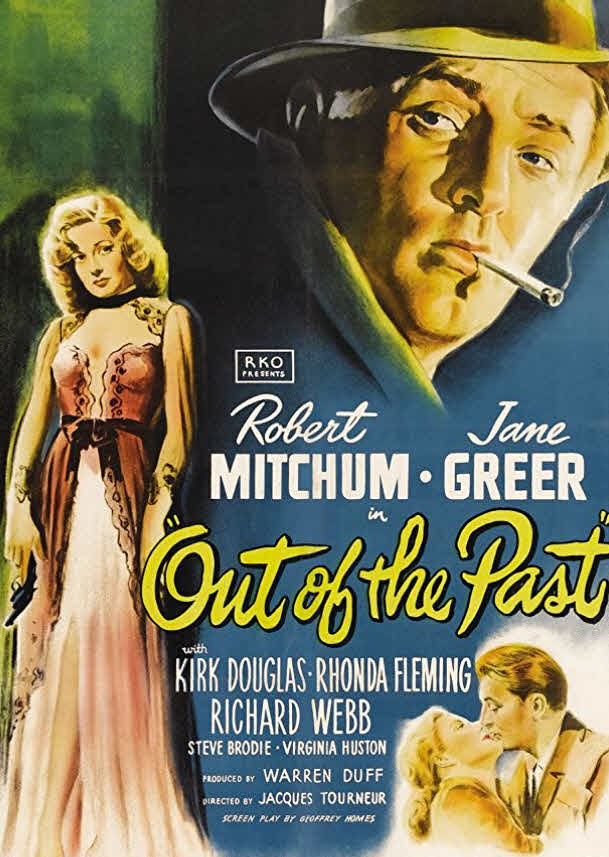 RKO
PRESENTS
Robert Jane
MITCHUM · GREER
in
"Out of the Past"
with
KIRK DOUGLAS · RHONDA FLEMING
RICHARD WEBB
STEVE BRODIE · VIRGINIA HUSTON
PRODUCED BY WARREN DUFF
DIRECTED BY JACQUES TOURNEUR
SCREEN PLAY BY GEOFFREY HOMES